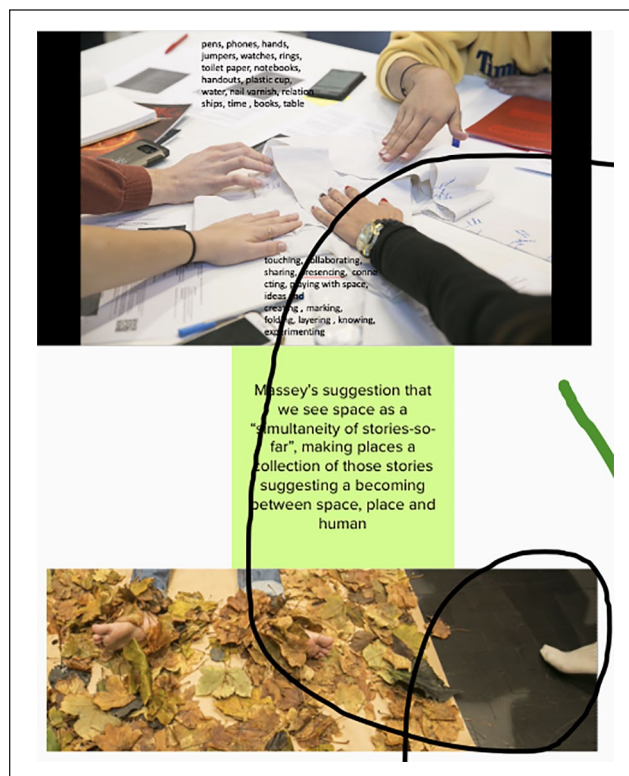 pens, phones, hands,
jumpers, watches, rings,
toilet paper, notebooks,
handouts, plastic cup,
water, nail varnish, relation
ships, time , books, table
touching, collaborating,
sharing, presencing, conne
cting, playing with space,
ideas and
creating , marking,
folding, layering , knowing,
experimenting
Massey's suggestion that
we see space as a
"simultaneity of stories-so-
far", making places a
collection of those stories
suggesting a becoming
between space, place and
human